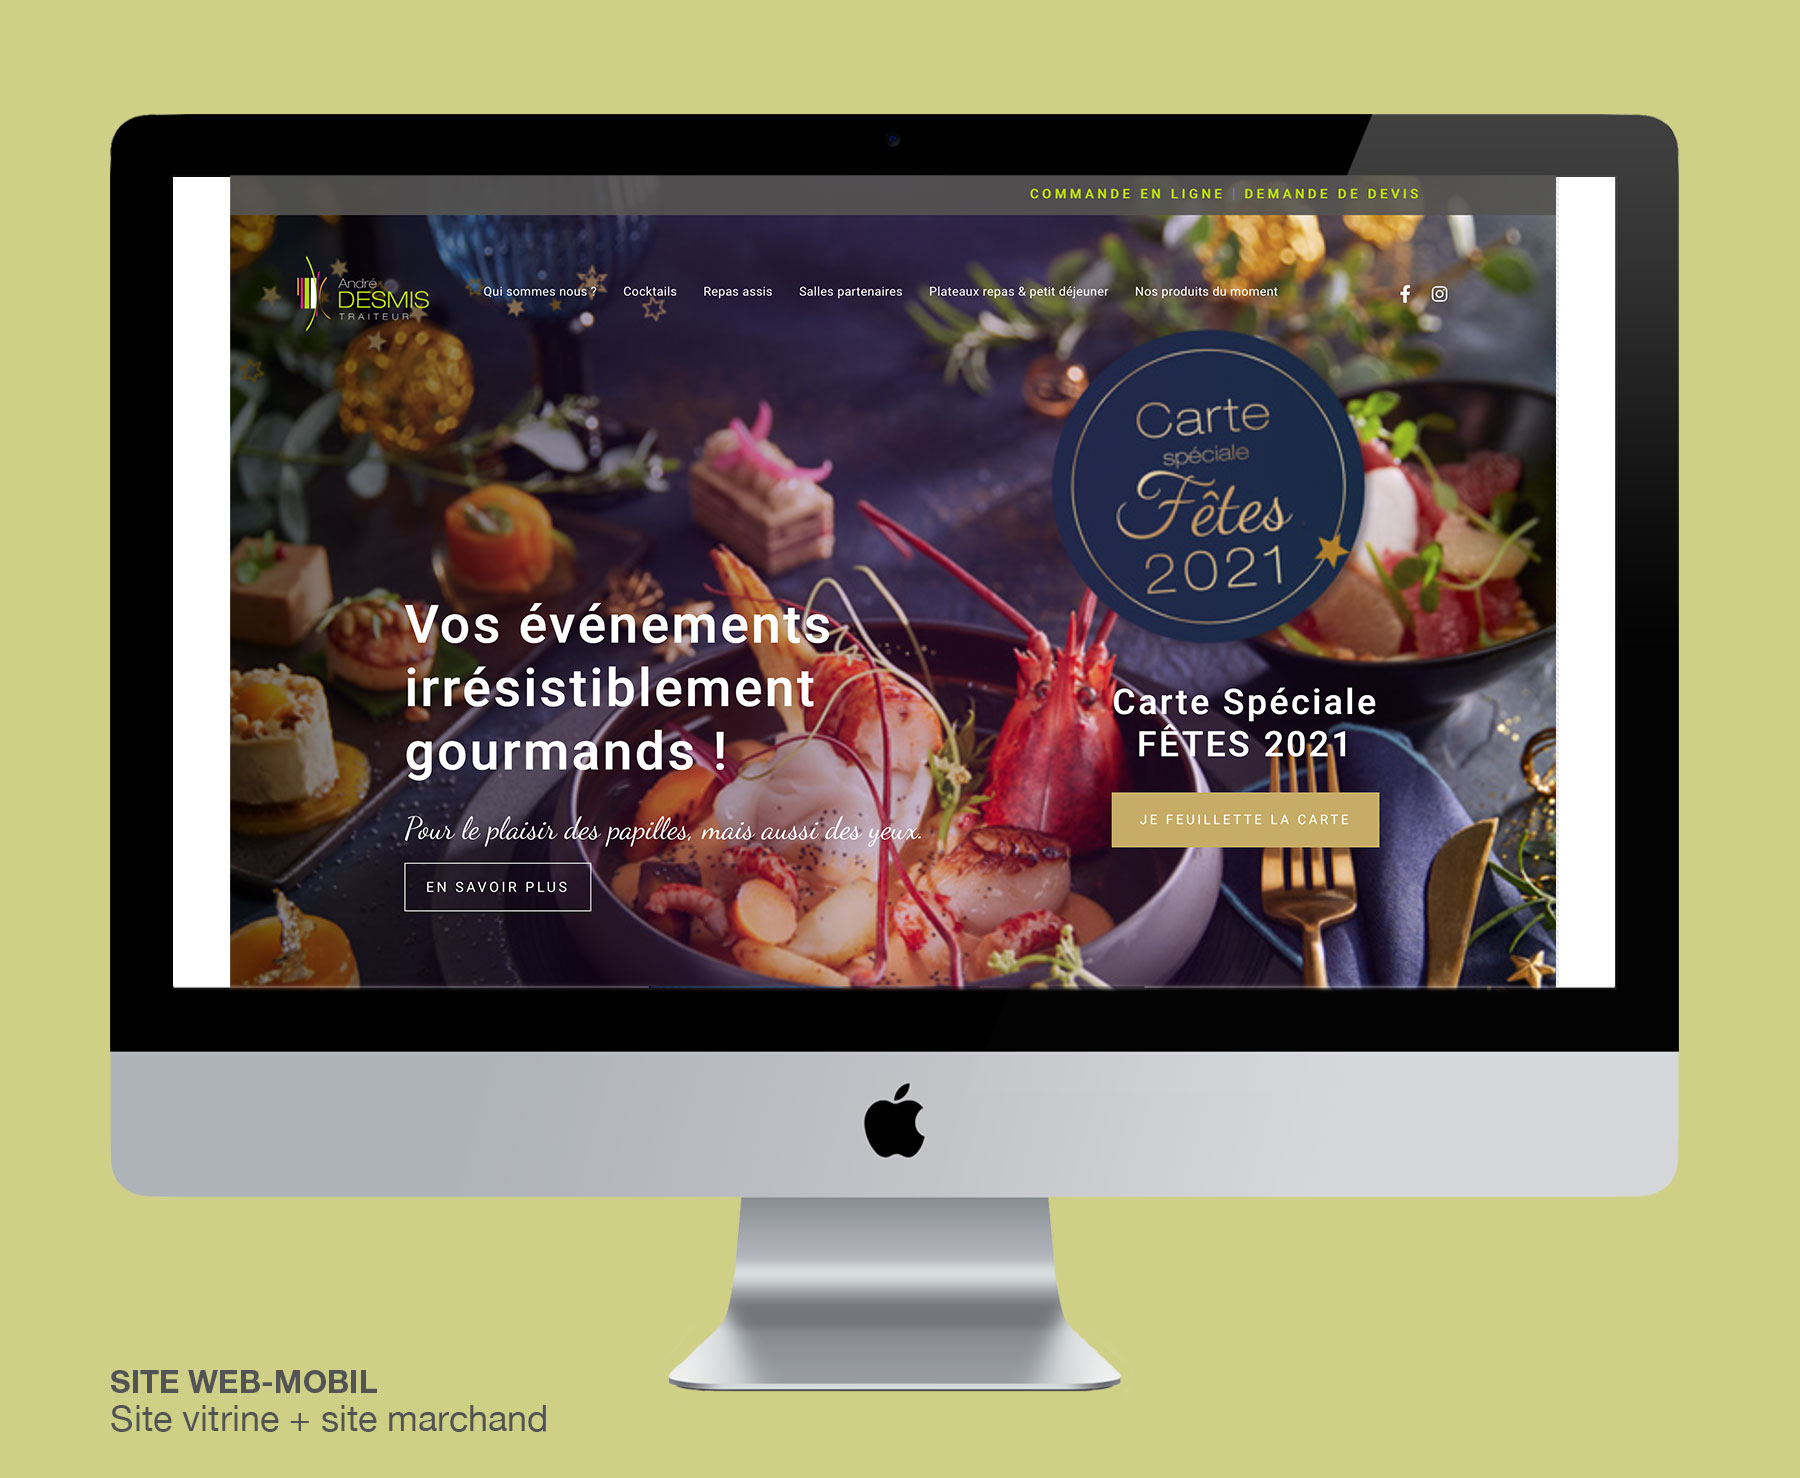 COMMANDE EN LIGNE | DEMANDE DE DEVIS
André
DESMIS
TRAITEUR
Qui sommes nous ?
Cocktails
Repas assis
Salles partenaires
Plateaux repas & petit déjeuner
Nos produits du moment
Carte
spéciale
Fêtes
2021
Vos événements
irrésistiblement
gourmands !
Pour le plaisir des papilles, mais aussi des yeux.
EN SAVOIR PLUS
Carte Spéciale
FÊTES 2021
JE FEUILLETTE LA CARTE
SITE WEB-MOBIL
Site vitrine + site marchand